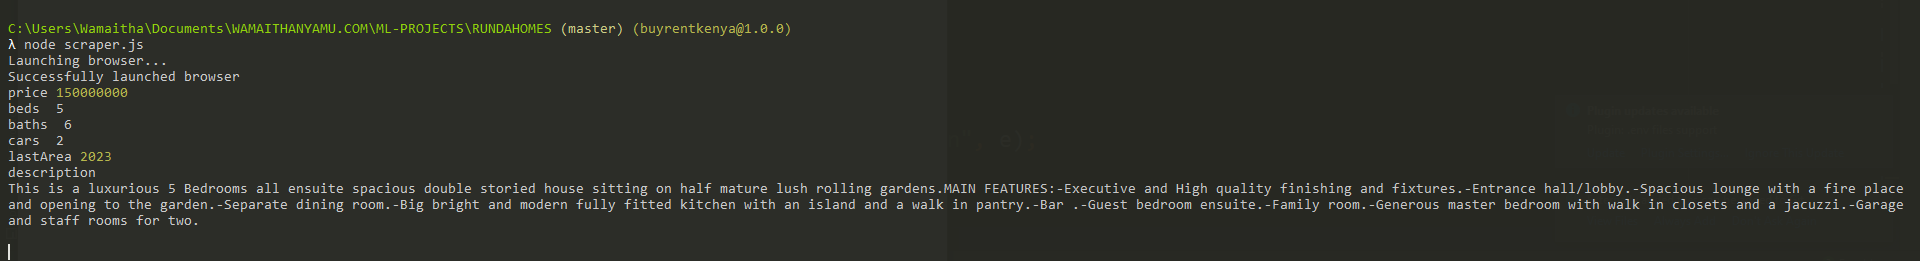 C:\Users\Wamaitha\Documents\WAMAITHANYAMU.COM\ML-PROJECTS\RUNDAHOMES (master) (buyrentkenya@1.0.0)
λ node scraper.js
Launching browser...
Successfully launched browser
price 150000000
beds  5
baths  6
cars  2
lastArea 2023
description
This is a luxurious 5 Bedrooms all ensuite spacious double storied house sitting on half mature lush rolling gardens.MAIN FEATURES:-Executive and High quality finishing and fixtures.-Entrance hall/lobby.-Spacious lounge with a fire place
and opening to the garden.-Separate dining room.-Big bright and modern fully fitted kitchen with an island and a walk in pantry.-Bar .-Guest bedroom ensuite.-Family room.-Generous master bedroom with walk in closets and a jacuzzi.-Garage
and staff rooms for two.